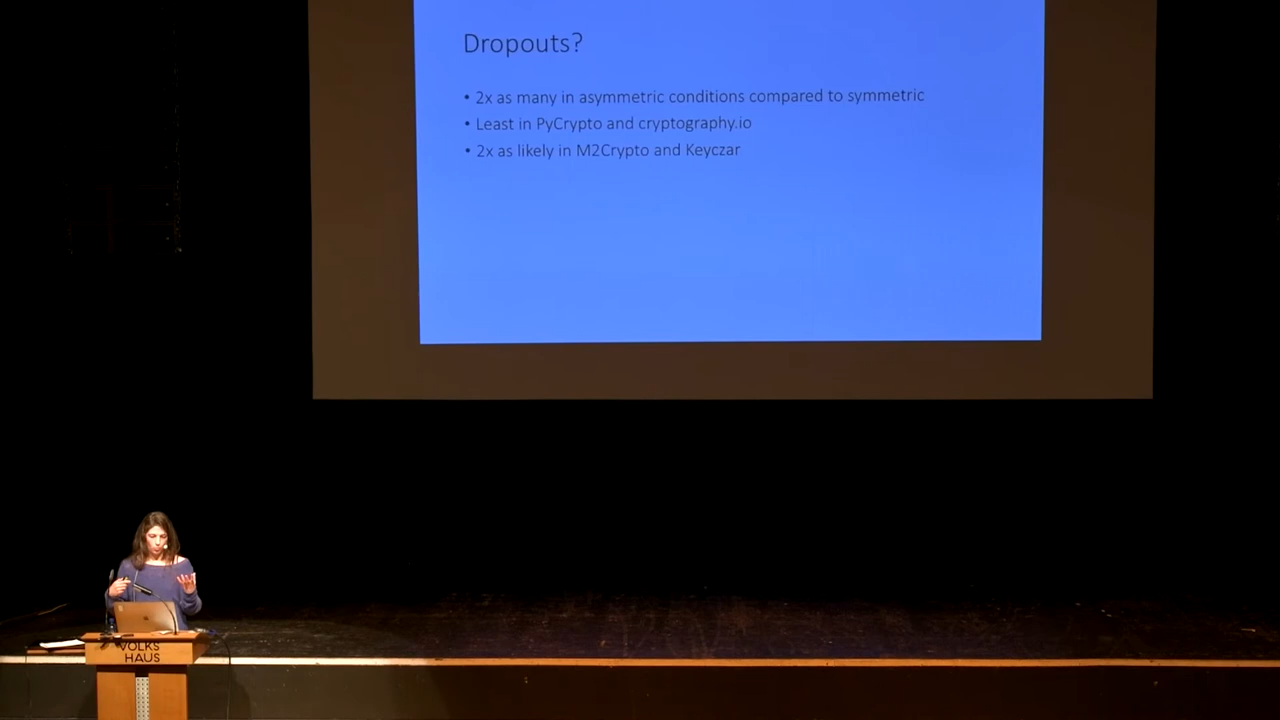 Dropouts?
• 2x as many in asymmetric conditions compared to symmetric
• Least in PyCrypto and cryptography.io
• 2x as likely in M2Crypto and Keyczar
VOLKS
HAUS